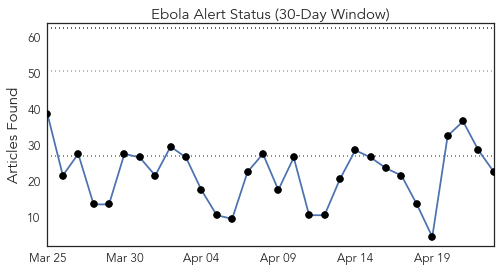 Ebola Alert Status (30-Day Window)
Articles Found
60
50
40
30
20
10
Mar 25 Mar 30 Apr 04 Apr 09 Apr 14 Apr 19